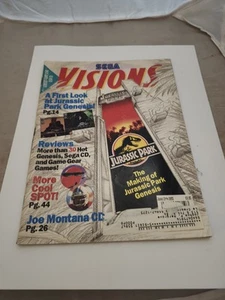 SEGA
VISIONS
A First Look
at Jurassic
Park Genesis!
Pg.24
Reviews
More than 30 Hot
Genesis, Sega CD,
and Game Gear
Games!
More
Cool
SPOT!
Pg. 44
Joe Montana CD
Pg. 26
JURASSIC PARK
The
Making of
Jurassic Park
Genesis